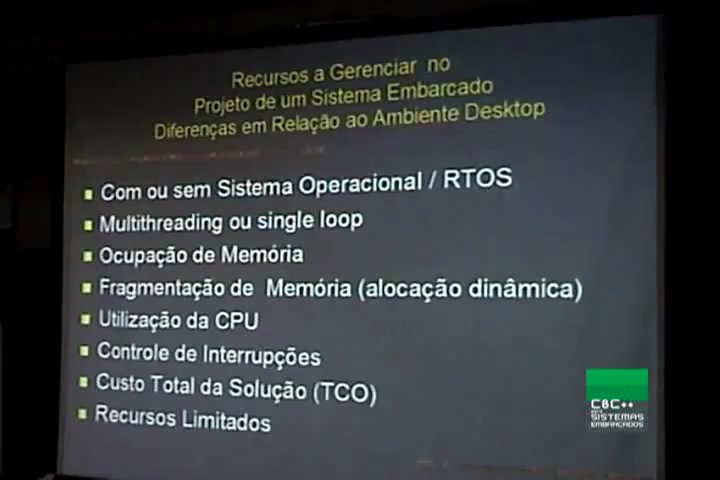 Recursos a Gerenciar no
Projeto de um Sistema Embarcado
Diferenças em Relação ao Ambiente Desktop
Com ou sem Sistema Operacional / RTOS
Multithreading ou single loop
Ocupação de Memória
Fragmentação de Memória (alocação dinâmica)
Utilização da CPU
Controle de Interrupções
Custo Total da Solução (TCO)
Recursos Limitados
C&C++
PARA
SISTEMAS
EMBARCADOS